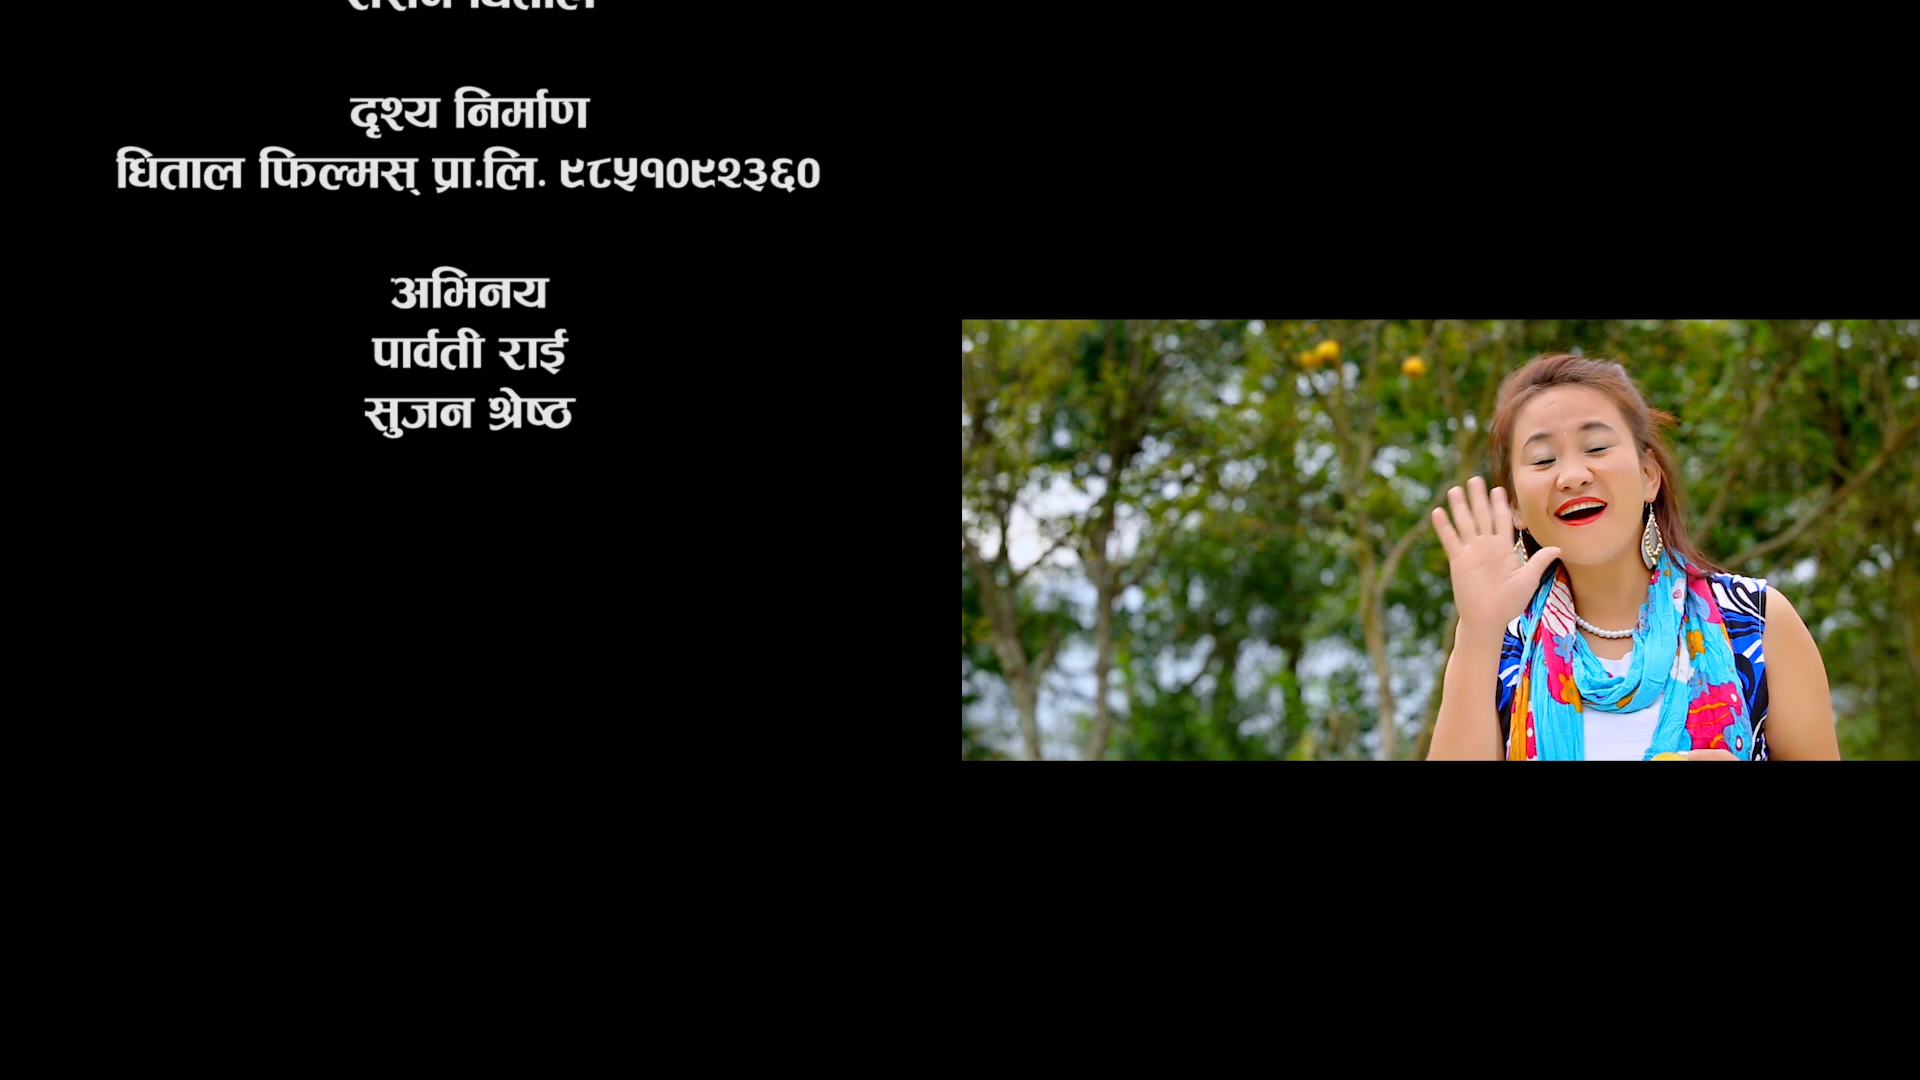 दृश्य निर्माण
धिताल फिल्मस् प्रा.लि. ९८५१०९२३६०
अभिनय
पार्वती राई
सुजन श्रेष्ठ